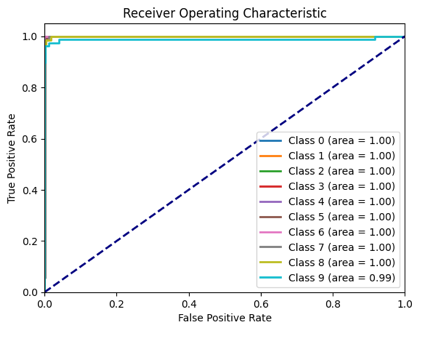 Receiver Operating Characteristic
True Positive Rate
1.0
0.8
0.6
0.4
0.2
0.0
Class 0 (area = 1.00)
Class 1 (area = 1.00)
Class 2 (area = 1.00)
Class 3 (area = 1.00)
Class 4 (area = 1.00)
Class 5 (area = 1.00)
Class 6 (area = 1.00)
Class 7 (area = 1.00)
Class 8 (area = 1.00)
Class 9 (area = 0.99)
0.0 0.2 0.4 0.6 0.8 1.0
False Positive Rate